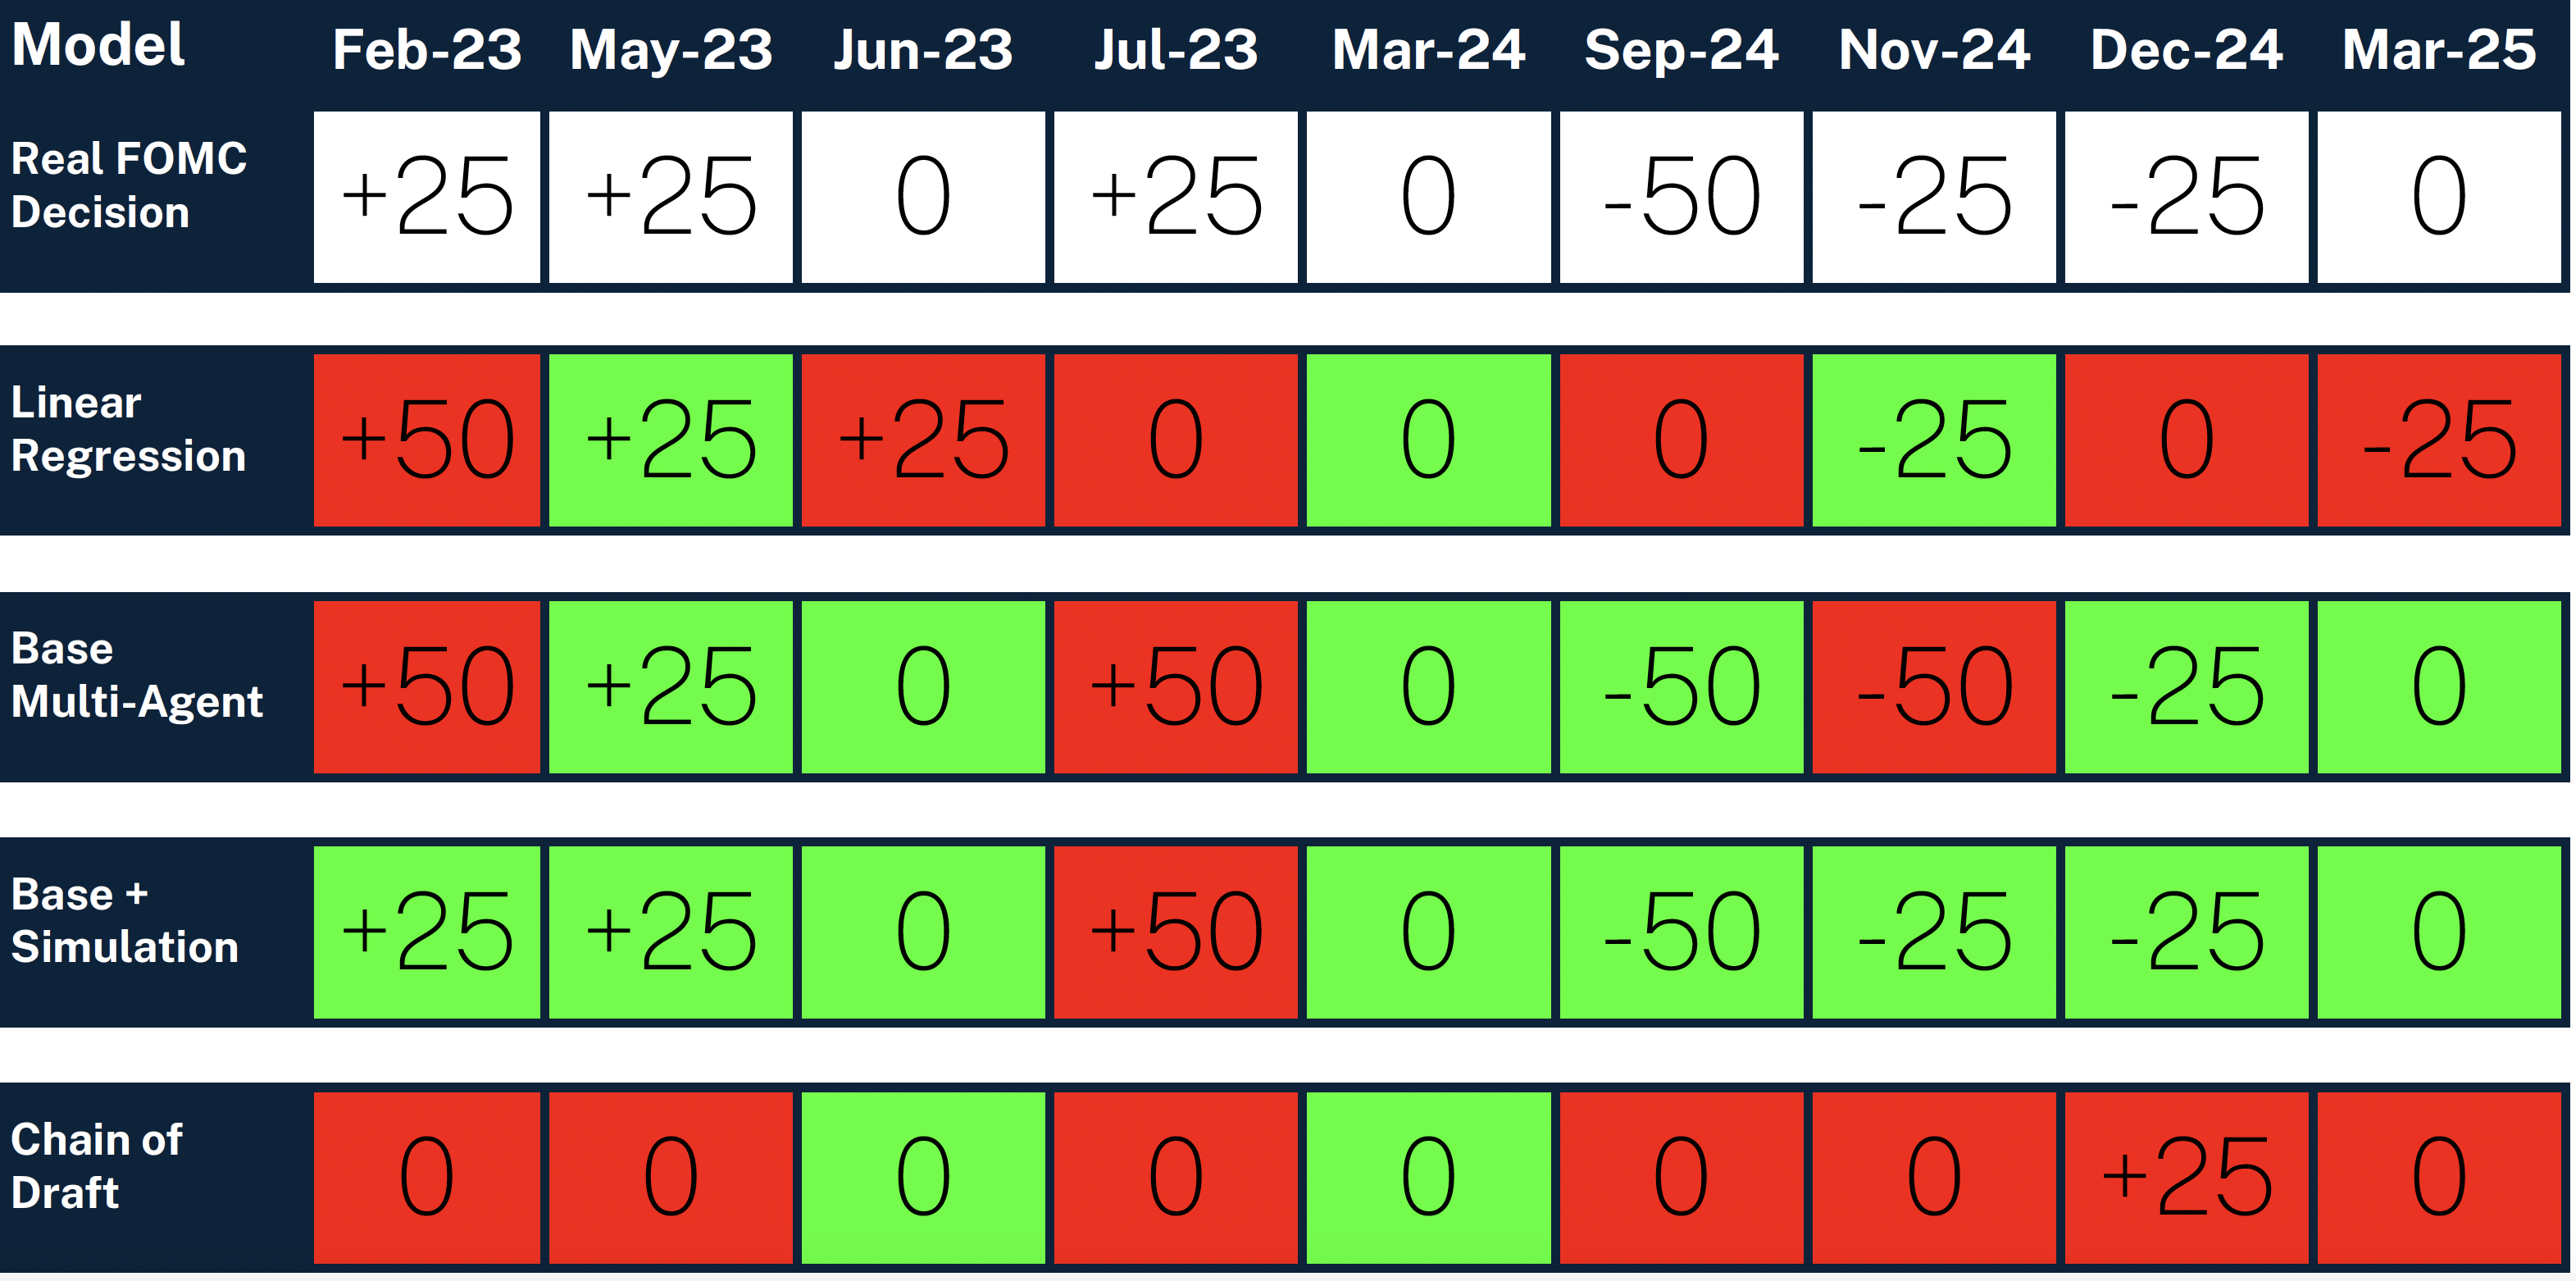 Model Feb-23 May-23 Jun-23 Jul-23 Mar-24 Sep-24 Nov-24 Dec-24 Mar-25
Real FOMC
Decision
+25 +25 0 +25 0 -50 -25 -25 0
Linear
Regression
+50 +25 +25 0 0 0 -25 0 -25
Base
Multi-Agent
+50 +25 0 +50 0 -50 -50 -25 0
Base +
Simulation
+25 +25 0 +50 0 -50 -25 -25 0
Chain of
Draft
0 0 0 0 0 0 0 +25 0